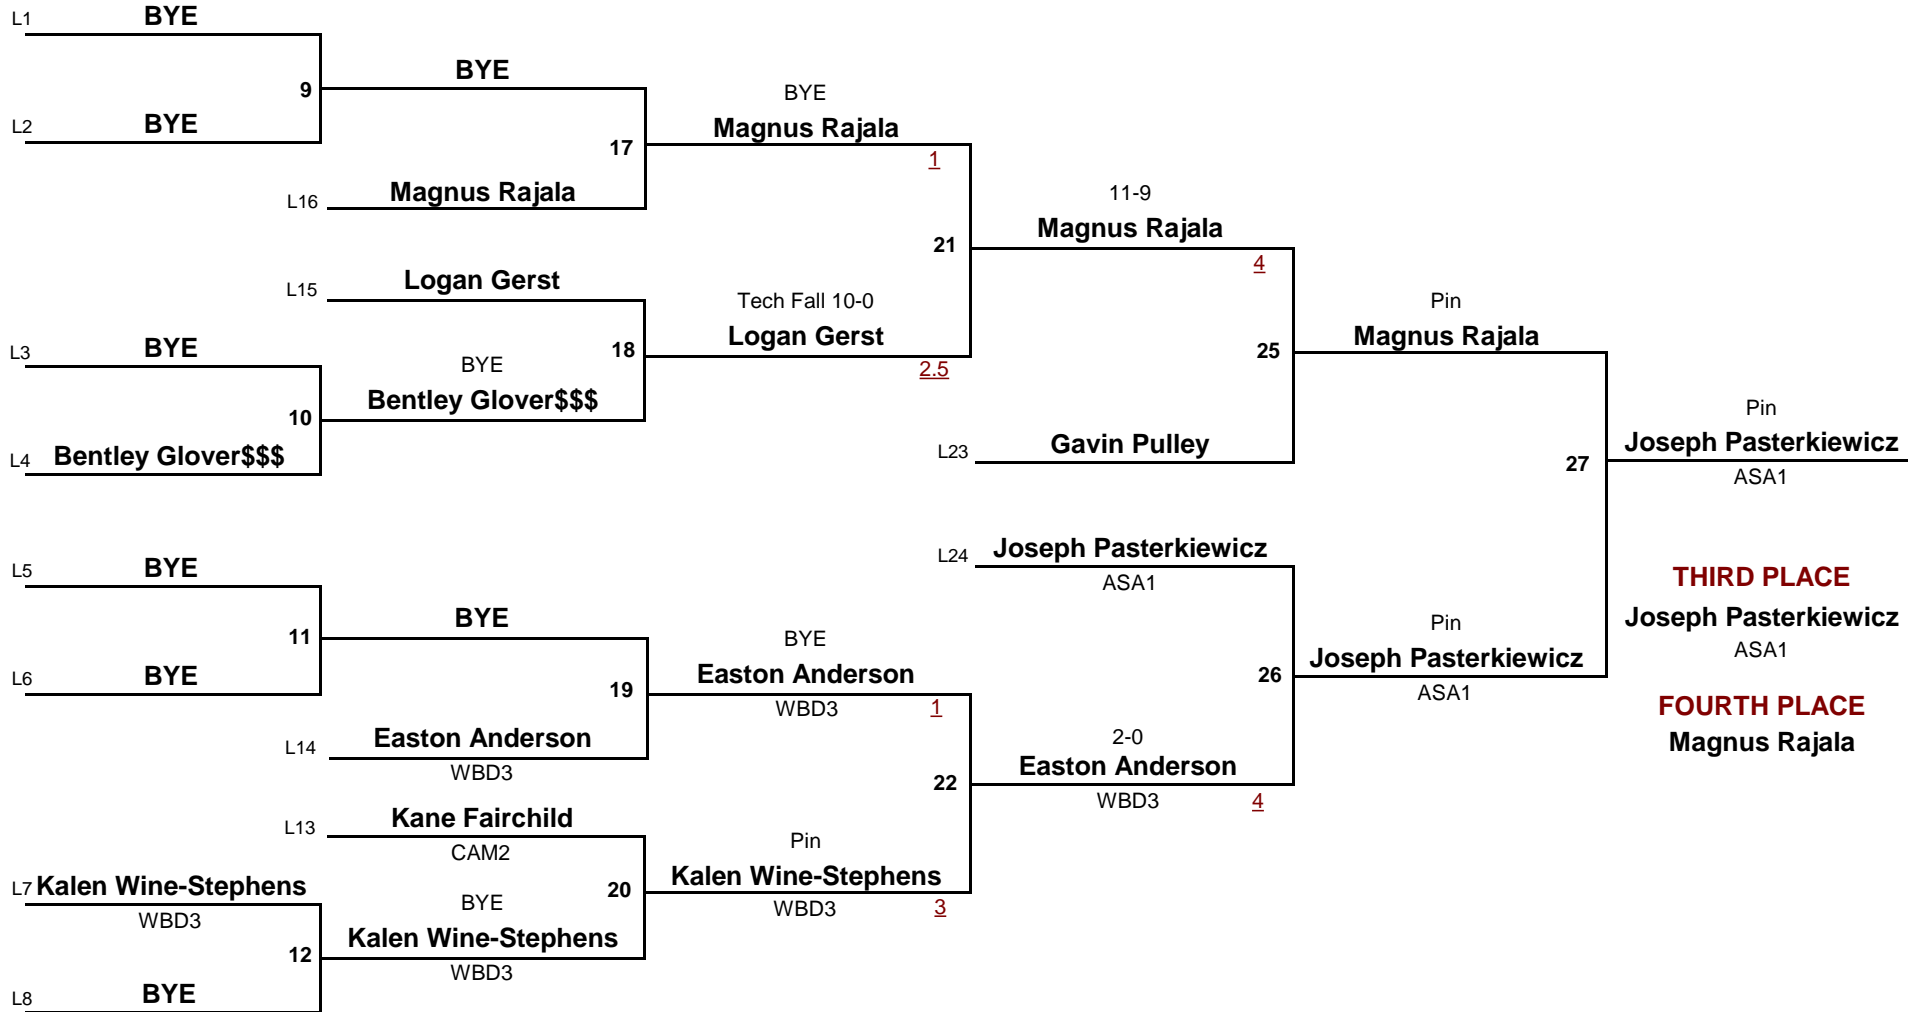 L1 BYE
9
L2 BYE
BYE
17
L16 Magnus Rajala
BYE
Magnus Rajala
1
L15 Logan Gerst
18
L3 BYE
10
L4 Bentley Glover$$$
BYE
Bentley Glover$$$
Tech Fall 10-0
Logan Gerst
2.5
21
11-9
Magnus Rajala
4
25
L23 Gavin Pulley
Pin
Magnus Rajala
27
Pin
Joseph Pasterkiewicz
ASA1
L5 BYE
11
L6 BYE
BYE
19
L14 Easton Anderson
WBD3
BYE
Easton Anderson
WBD3
1
L13 Kane Fairchild
CAM2
20
L7 Kalen Wine-Stephens
WBD3
12
L8 BYE
BYE
Kalen Wine-Stephens
WBD3
Pin
Kalen Wine-Stephens
WBD3
3
22
L24 Joseph Pasterkiewicz
ASA1
26
2-0
Easton Anderson
WBD3
4
Pin
Joseph Pasterkiewicz
ASA1
THIRD PLACE
Joseph Pasterkiewicz
ASA1
FOURTH PLACE
Magnus Rajala